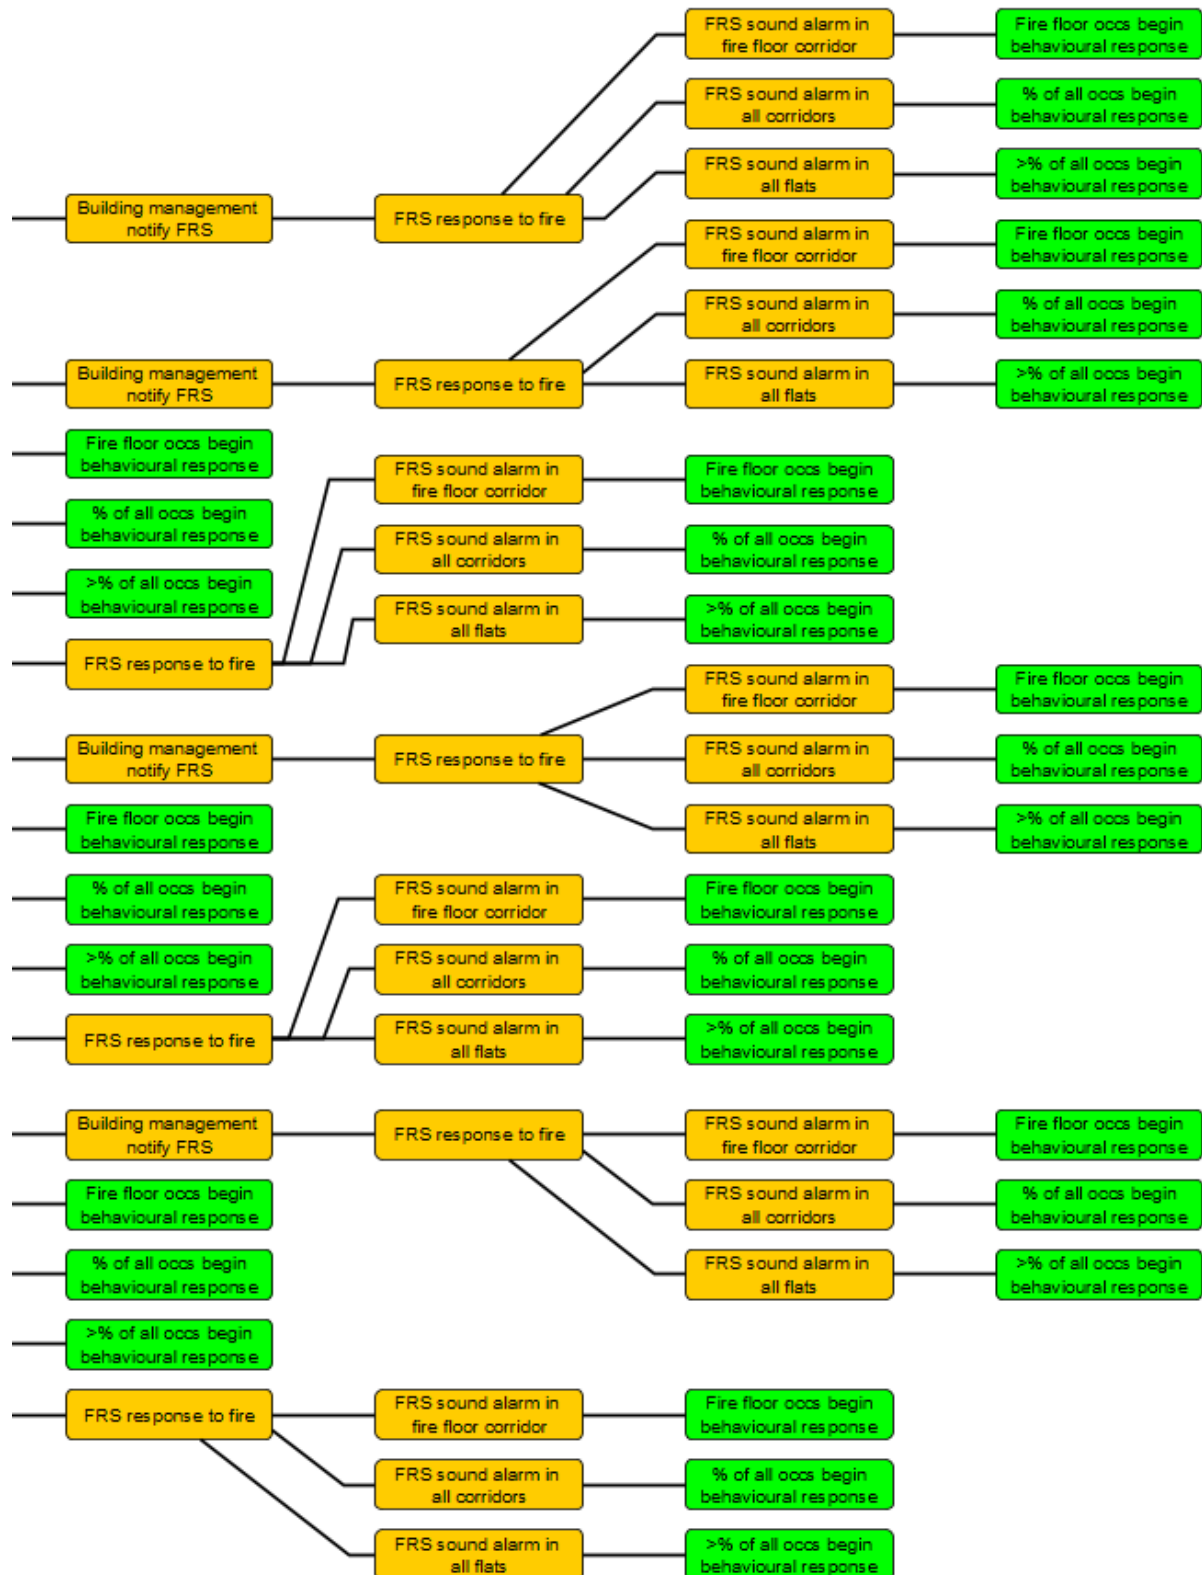 FRS sound alarm in
fire floor corridor
Fire floor occs begin
behavioural response
FRS sound alarm in
all corridors
% of all occs begin
behavioural response
FRS sound alarm in
all flats
>% of all occs begin
behavioural response
Building management
notify FRS
FRS response to fire
FRS sound alarm in
fire floor corridor
Fire floor occs begin
behavioural response
FRS sound alarm in
all corridors
% of all occs begin
behavioural response
Building management
notify FRS
FRS response to fire
FRS sound alarm in
all flats
>% of all occs begin
behavioural response
Fire floor occs begin
behavioural response
FRS sound alarm in
fire floor corridor
Fire floor occs begin
behavioural response
% of all occs begin
behavioural response
FRS sound alarm in
all corridors
% of all occs begin
behavioural response
>% of all occs begin
behavioural response
FRS sound alarm in
all flats
>% of all occs begin
behavioural response
FRS response to fire
FRS sound alarm in
fire floor corridor
Fire floor occs begin
behavioural response
Building management
notify FRS
FRS response to fire
FRS sound alarm in
all corridors
% of all occs begin
behavioural response
Fire floor occs begin
behavioural response
FRS sound alarm in
all flats
>% of all occs begin
behavioural response
% of all occs begin
behavioural response
FRS sound alarm in
fire floor corridor
Fire floor occs begin
behavioural response
>% of all occs begin
behavioural response
FRS sound alarm in
all corridors
% of all occs begin
behavioural response
FRS response to fire
FRS sound alarm in
all flats
>% of all occs begin
behavioural response
Building management
notify FRS
FRS response to fire
FRS sound alarm in
fire floor corridor
Fire floor occs begin
behavioural response
Fire floor occs begin
behavioural response
FRS sound alarm in
all corridors
% of all occs begin
behavioural response
% of all occs begin
behavioural response
FRS sound alarm in
all flats
>% of all occs begin
behavioural response
>% of all occs begin
behavioural response
FRS response to fire
FRS sound alarm in
fire floor corridor
Fire floor occs begin
behavioural response
FRS sound alarm in
all corridors
% of all occs begin
behavioural response
FRS sound alarm in
all flats
>% of all occs begin
behavioural response